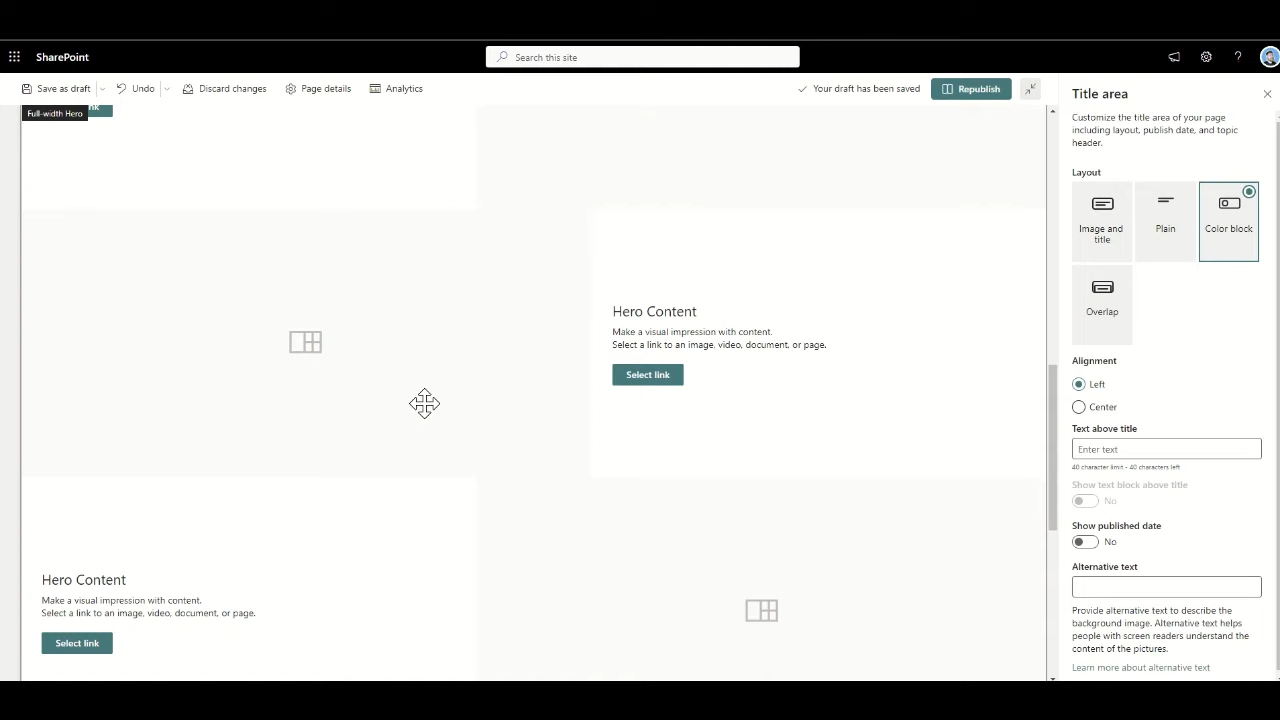 SharePoint
Search this site
?
Save as draft
Undo
Discard changes
Page details
Analytics
Your draft has been saved
Republish
Full-width Hero
nk
Hero Content
Make a visual impression with content.
Select a link to an image, video, document, or page.
Select link
Hero Content
Make a visual impression with content.
Select a link to an image, video, document, or page.
Select link
Title area
Customize the title area of your page
including layout, publish date, and topic
header.
Layout
Image and
title
Plain
Color block
Overlap
Alignment
Left
Center
Text above title
Enter text
40 character limit - 40 characters left
Show text block above title
No
Show published date
No
Alternative text
Provide alternative text to describe the
background image. Alternative text helps
people with screen readers understand the
content of the pictures.
Learn more about alternative text